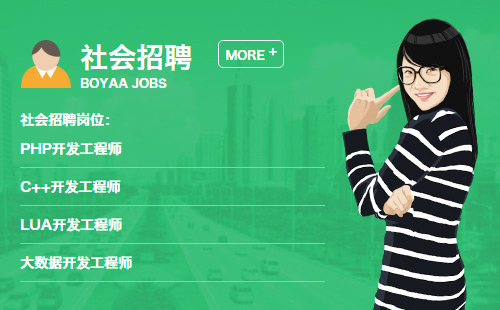 社会招聘
MORE +
BOYAA JOBS
社会招聘岗位：
PHP开发工程师
C++开发工程师
LUA开发工程师
大数据开发工程师